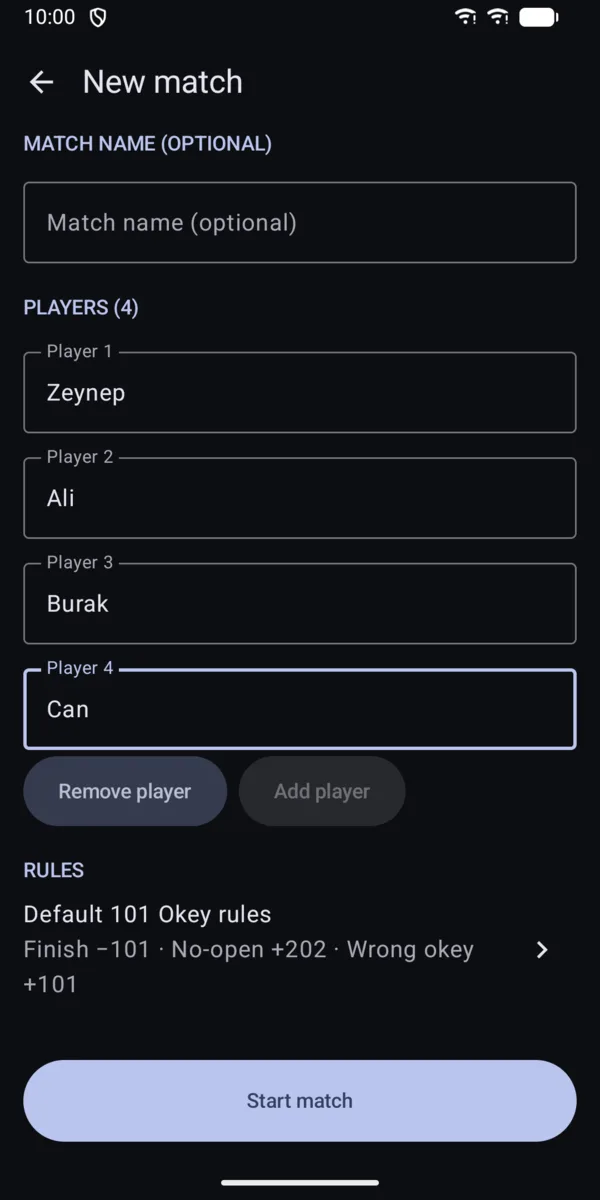 10:00
New match
MATCH NAME (OPTIONAL)
Match name (optional)
PLAYERS (4)
Player 1
Zeynep
Player 2
Ali
Player 3
Burak
Player 4
Can
Remove player Add player
RULES
Default 101 Okey rules
Finish −101 · No-open +202 · Wrong okey
+101
Start match